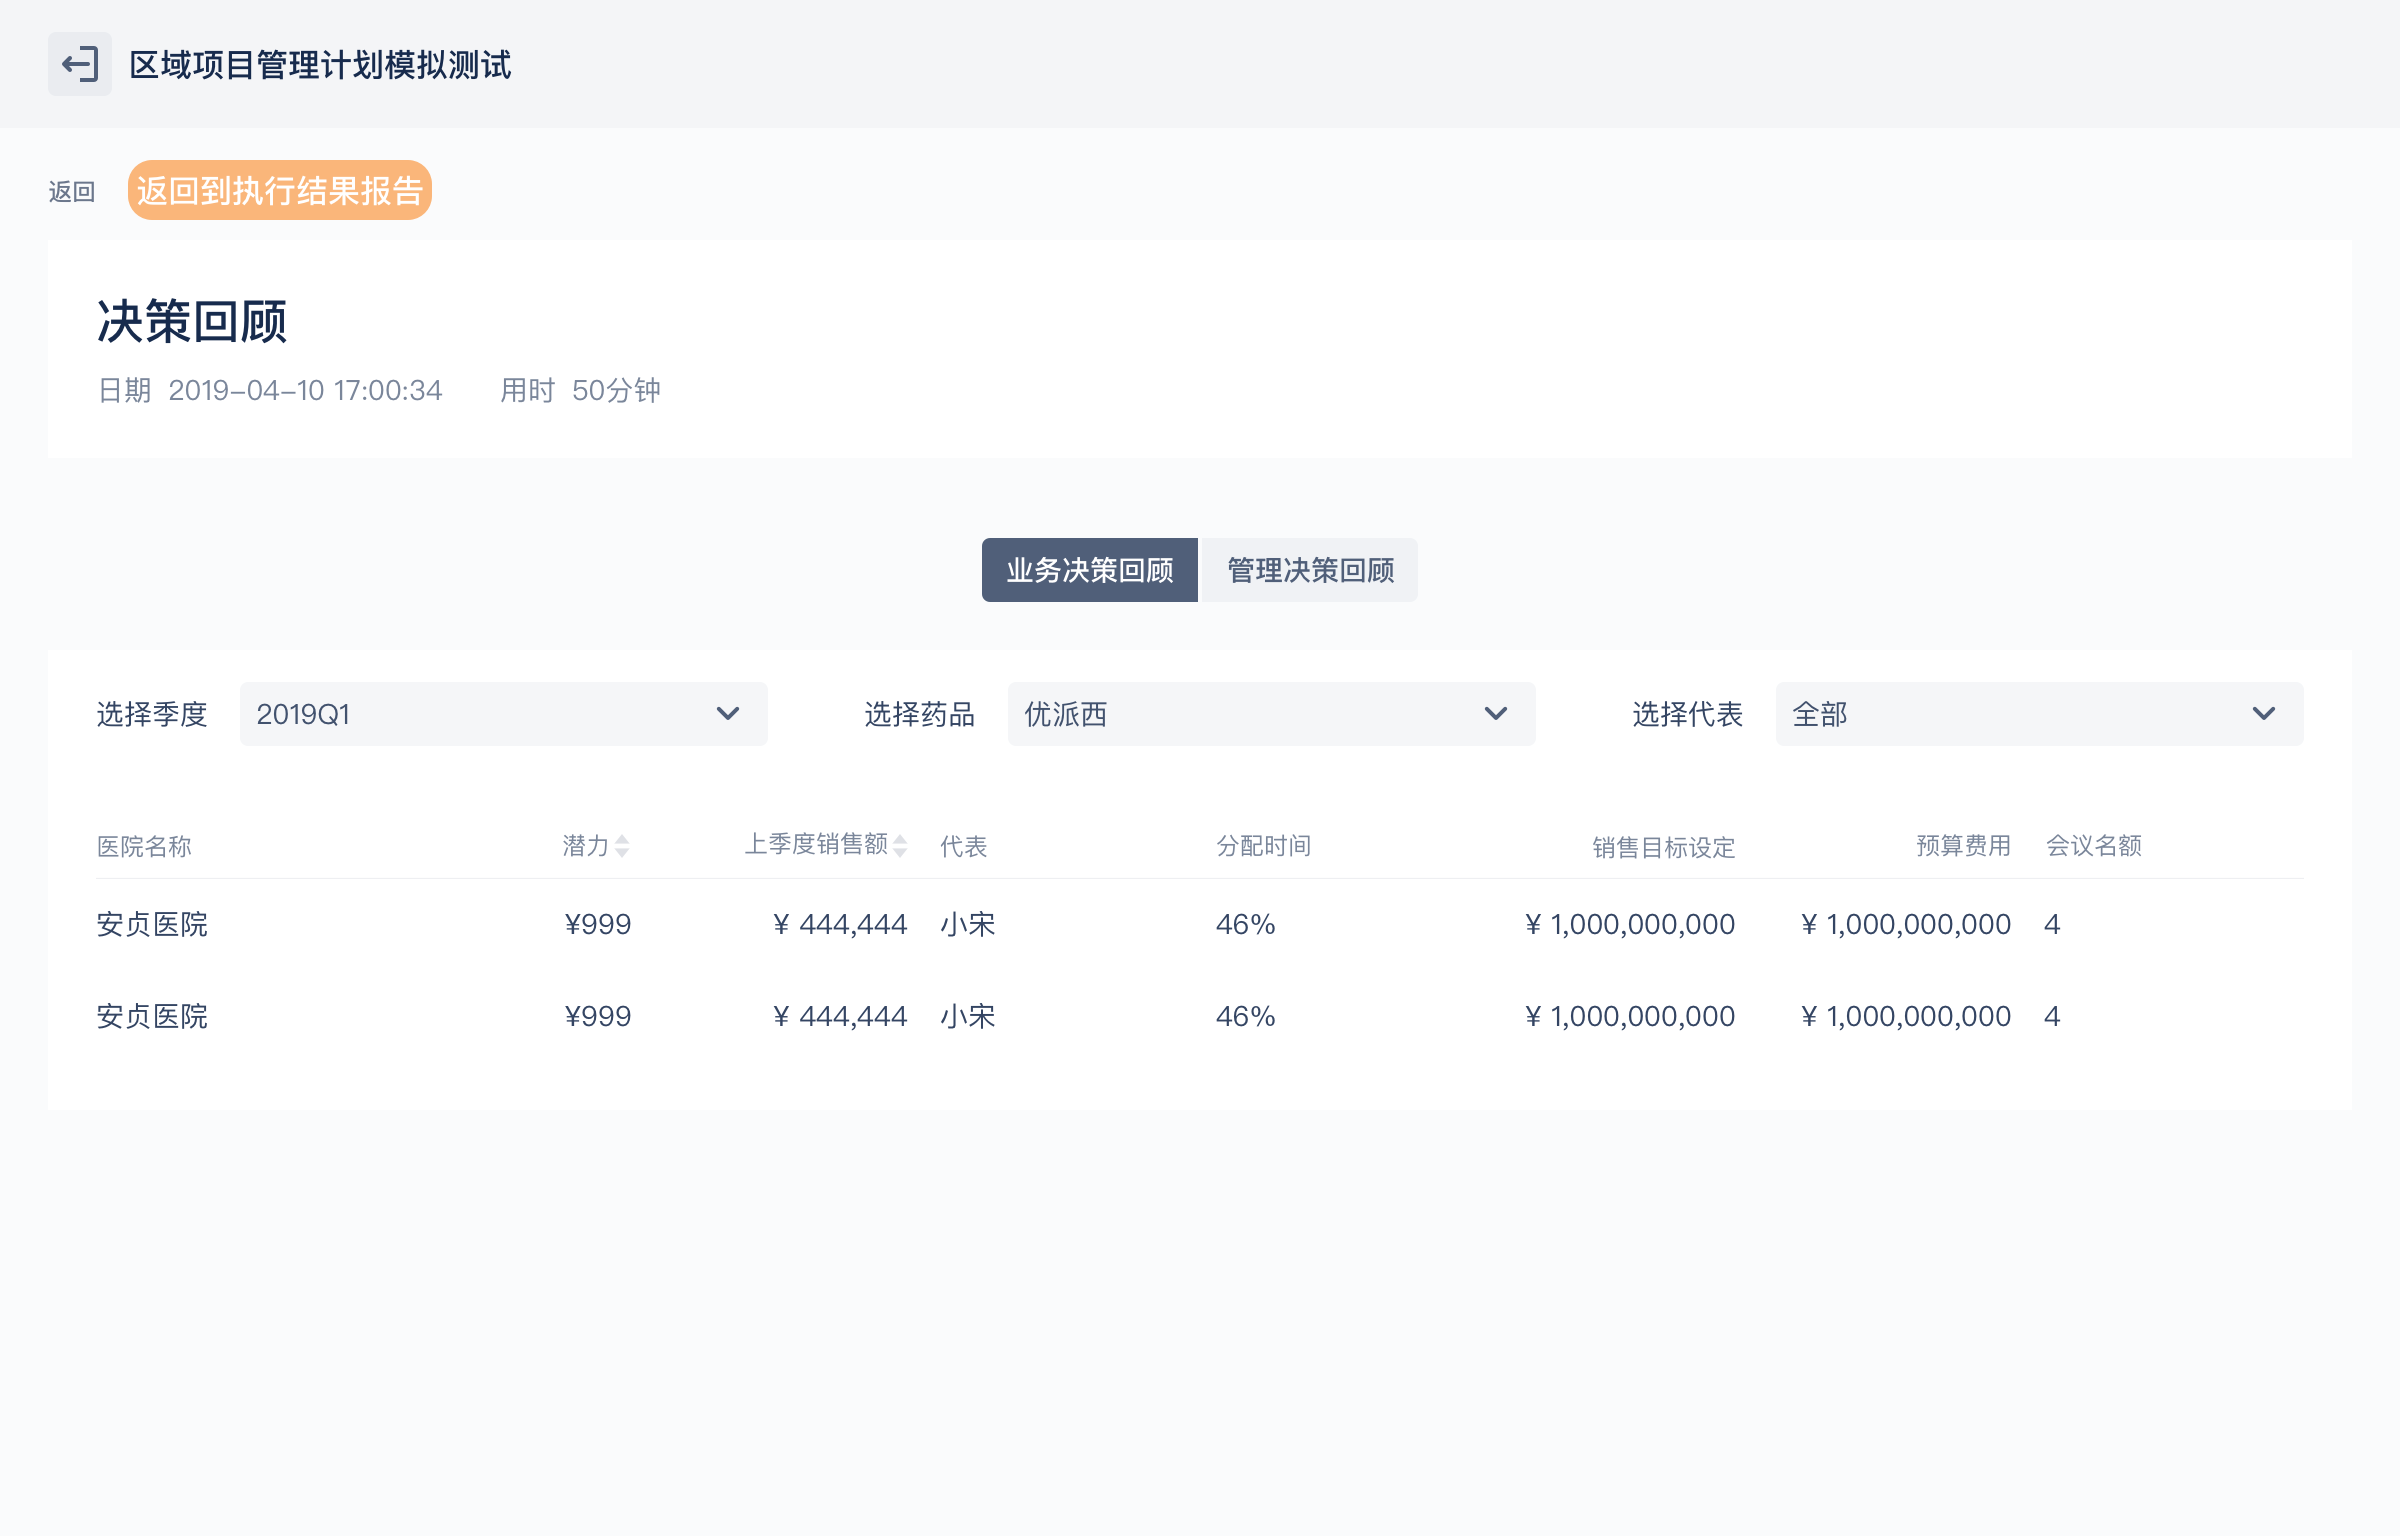 区域项目管理计划模拟测试
返回 返回到执行结果报告
决策回顾
日期 2019-04-10 17:00:34 用时 50分钟
业务决策回顾 管理决策回顾
选择季度 2019Q1 选择药品 优派西 选择代表 全部
医院名称 潜力 上季度销售额 代表 分配时间 销售目标设定 预算费用 会议名额
安贞医院 ¥999 ¥ 444,444 小宋 46% ¥ 1,000,000,000 ¥ 1,000,000,000 4
安贞医院 ¥999 ¥ 444,444 小宋 46% ¥ 1,000,000,000 ¥ 1,000,000,000 4